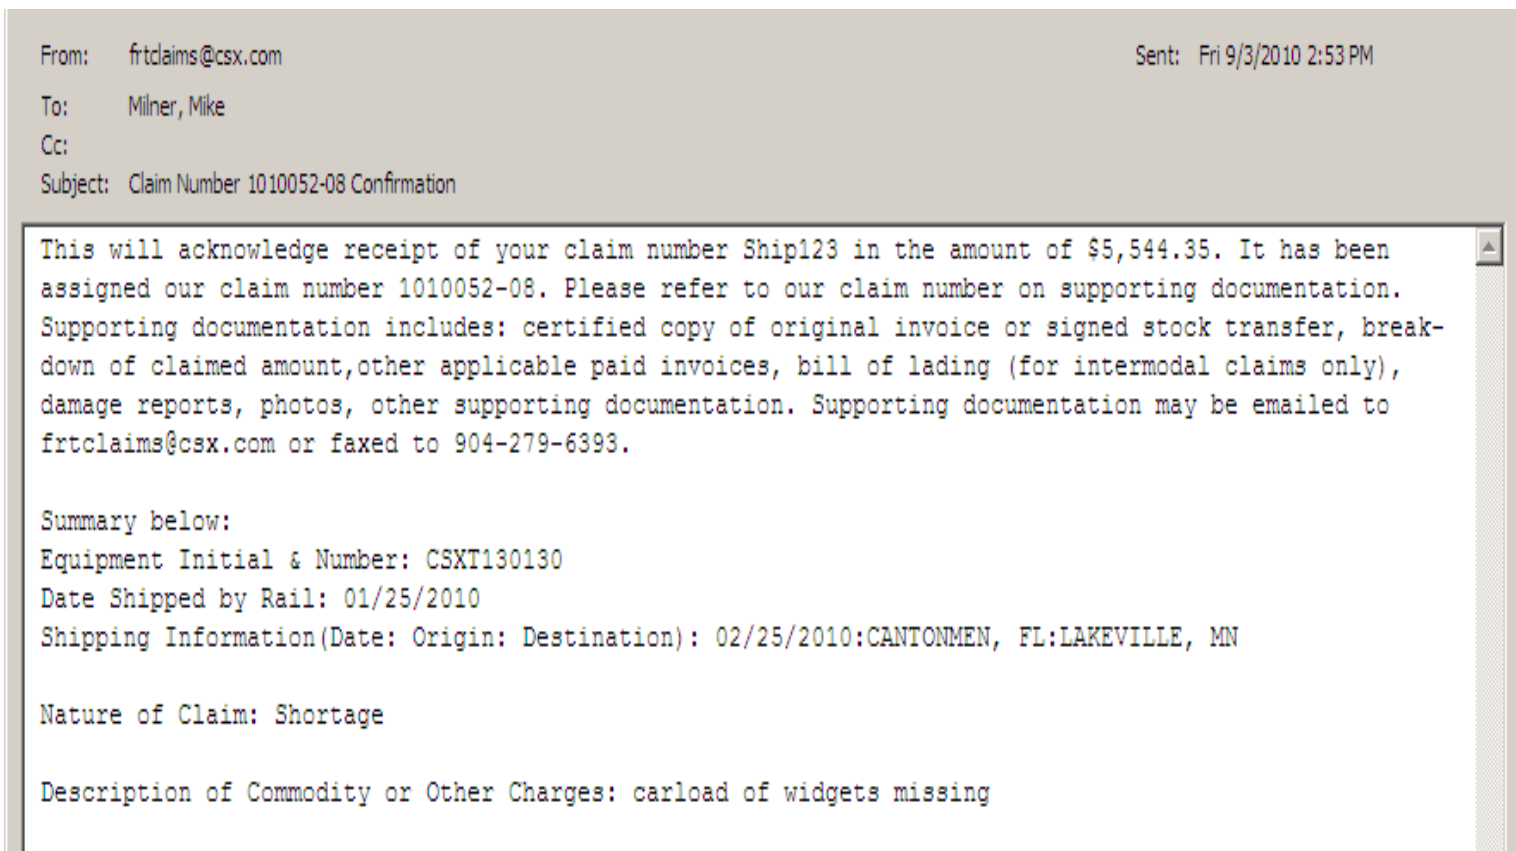 From: frtclaims@csx.com Sent: Fri 9/3/2010 2:53 PM
To: Milner, Mike
Cc:
Subject: Claim Number 1010052-08 Confirmation
This will acknowledge receipt of your claim number Ship123 in the amount of $5,544.35. It has been
assigned our claim number 1010052-08. Please refer to our claim number on supporting documentation.
Supporting documentation includes: certified copy of original invoice or signed stock transfer, break-
down of claimed amount,other applicable paid invoices, bill of lading (for intermodal claims only),
damage reports, photos, other supporting documentation. Supporting documentation may be emailed to
frtclaims@csx.com or faxed to 904-279-6393.
Summary below:
Equipment Initial & Number: CSXT130130
Date Shipped by Rail: 01/25/2010
Shipping Information(Date: Origin: Destination): 02/25/2010:CANTONMEN, FL:LAKEVILLE, MN
Nature of Claim: Shortage
Description of Commodity or Other Charges: carload of widgets missing